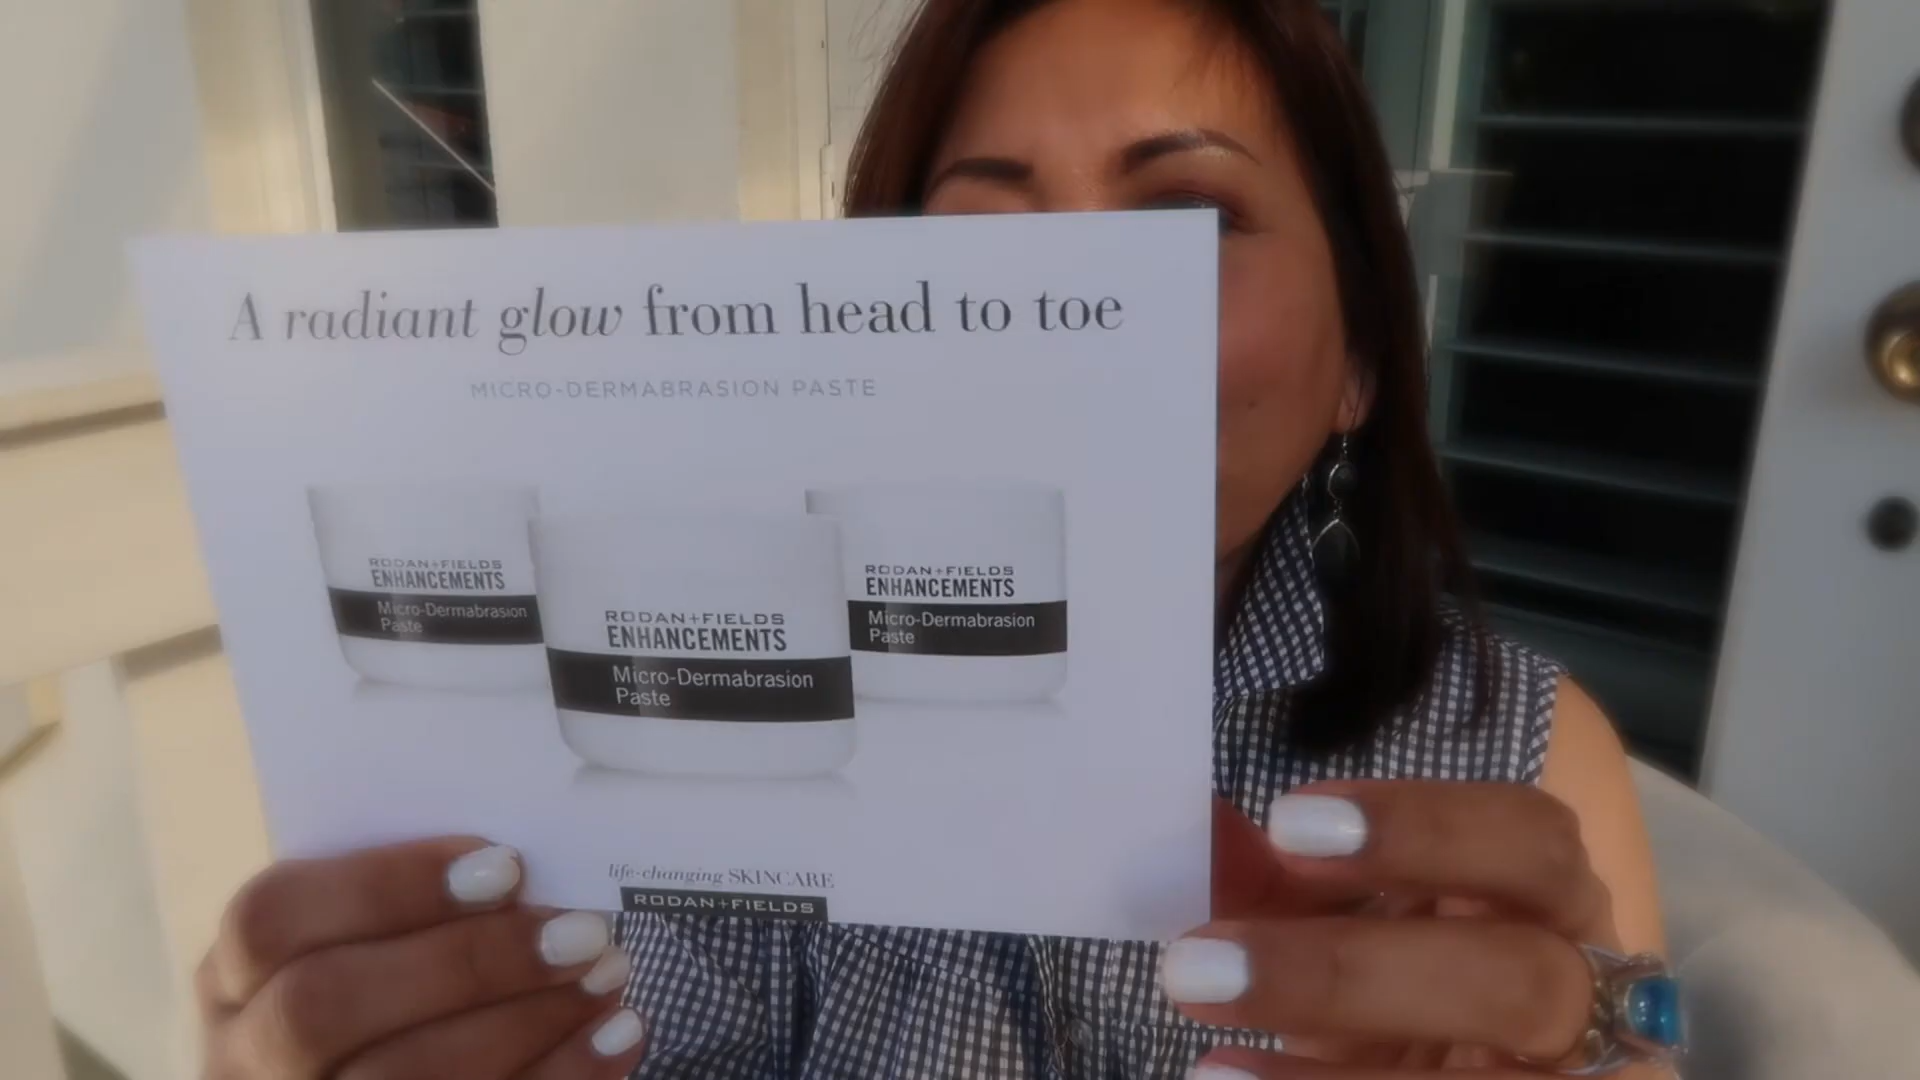 A radiant glow from head to toe
MICRO-DERMABRASION PASTE
RODAN+FIELDS
ENHANCEMENTS
Micro-Dermabrasion
Paste
RODAN+FIELDS
ENHANCEMENTS
Micro-Dermabrasion
Paste
RODAN+FIELDS
ENHANCEMENTS
Micro-Dermabrasion
Paste
life-changing SKINCARE
RODAN+FIELDS